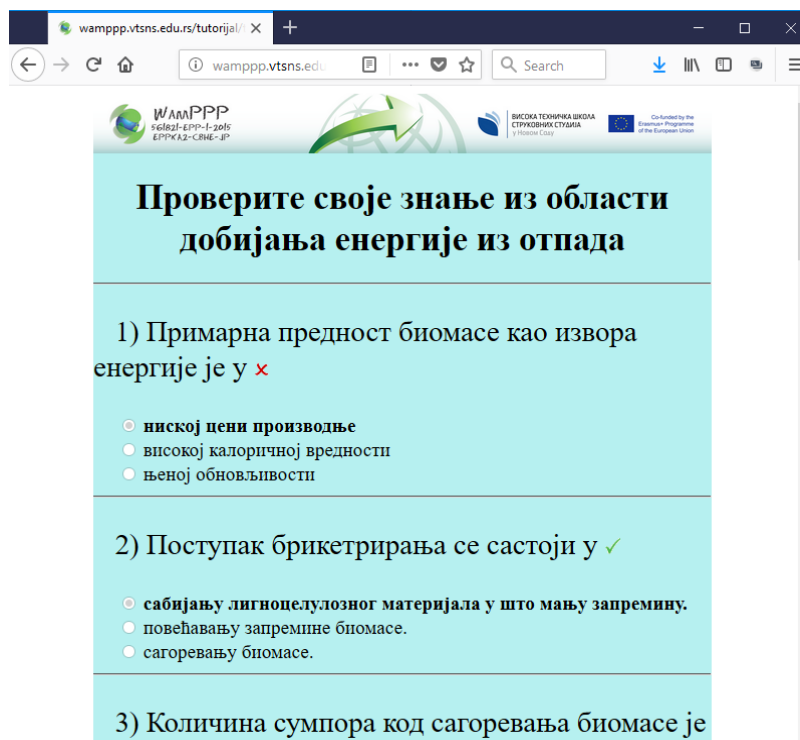 wamppp.vtsns.edu.rs/tutorijal/
wamppp.vtsns.edu
Search
WamPPP
561821-EPP-1-2015
EPPKA2-CBHE-JP
ВИСОКА ТЕХНИЧКА ШКОЛА
СТРУКОВНИХ СТУДИЈА
у Новом Саду
Co-funded by the
Erasmus+ Programme
of the European Union
Проверите своје знање из области
добијања енергије из отпада
1) Примарна предност биомасе као извора
енергије је у
ниској цени производње
високој калоричној вредности
њеној обновљивости
2) Поступак брикетрирања се састоји у
сабијању лигноцелулозног материјала у што мању запремину.
повећавању запремине биомасе.
сагоревању биомасе.
3) Количина сумпора код сагоревања биомасе је